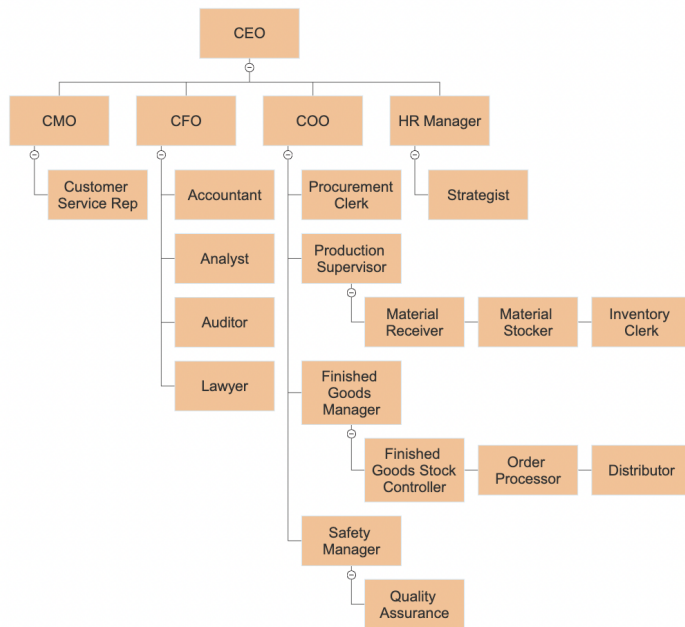 CEO
CMO
CFO
COO
HR Manager
Customer
Service Rep
Accountant
Procurement
Clerk
Strategist
Analyst
Production
Supervisor
Auditor
Material
Receiver
Material
Stocker
Inventory
Clerk
Lawyer
Finished
Goods
Manager
Finished
Goods Stock
Controller
Order
Processor
Distributor
Safety
Manager
Quality
Assurance